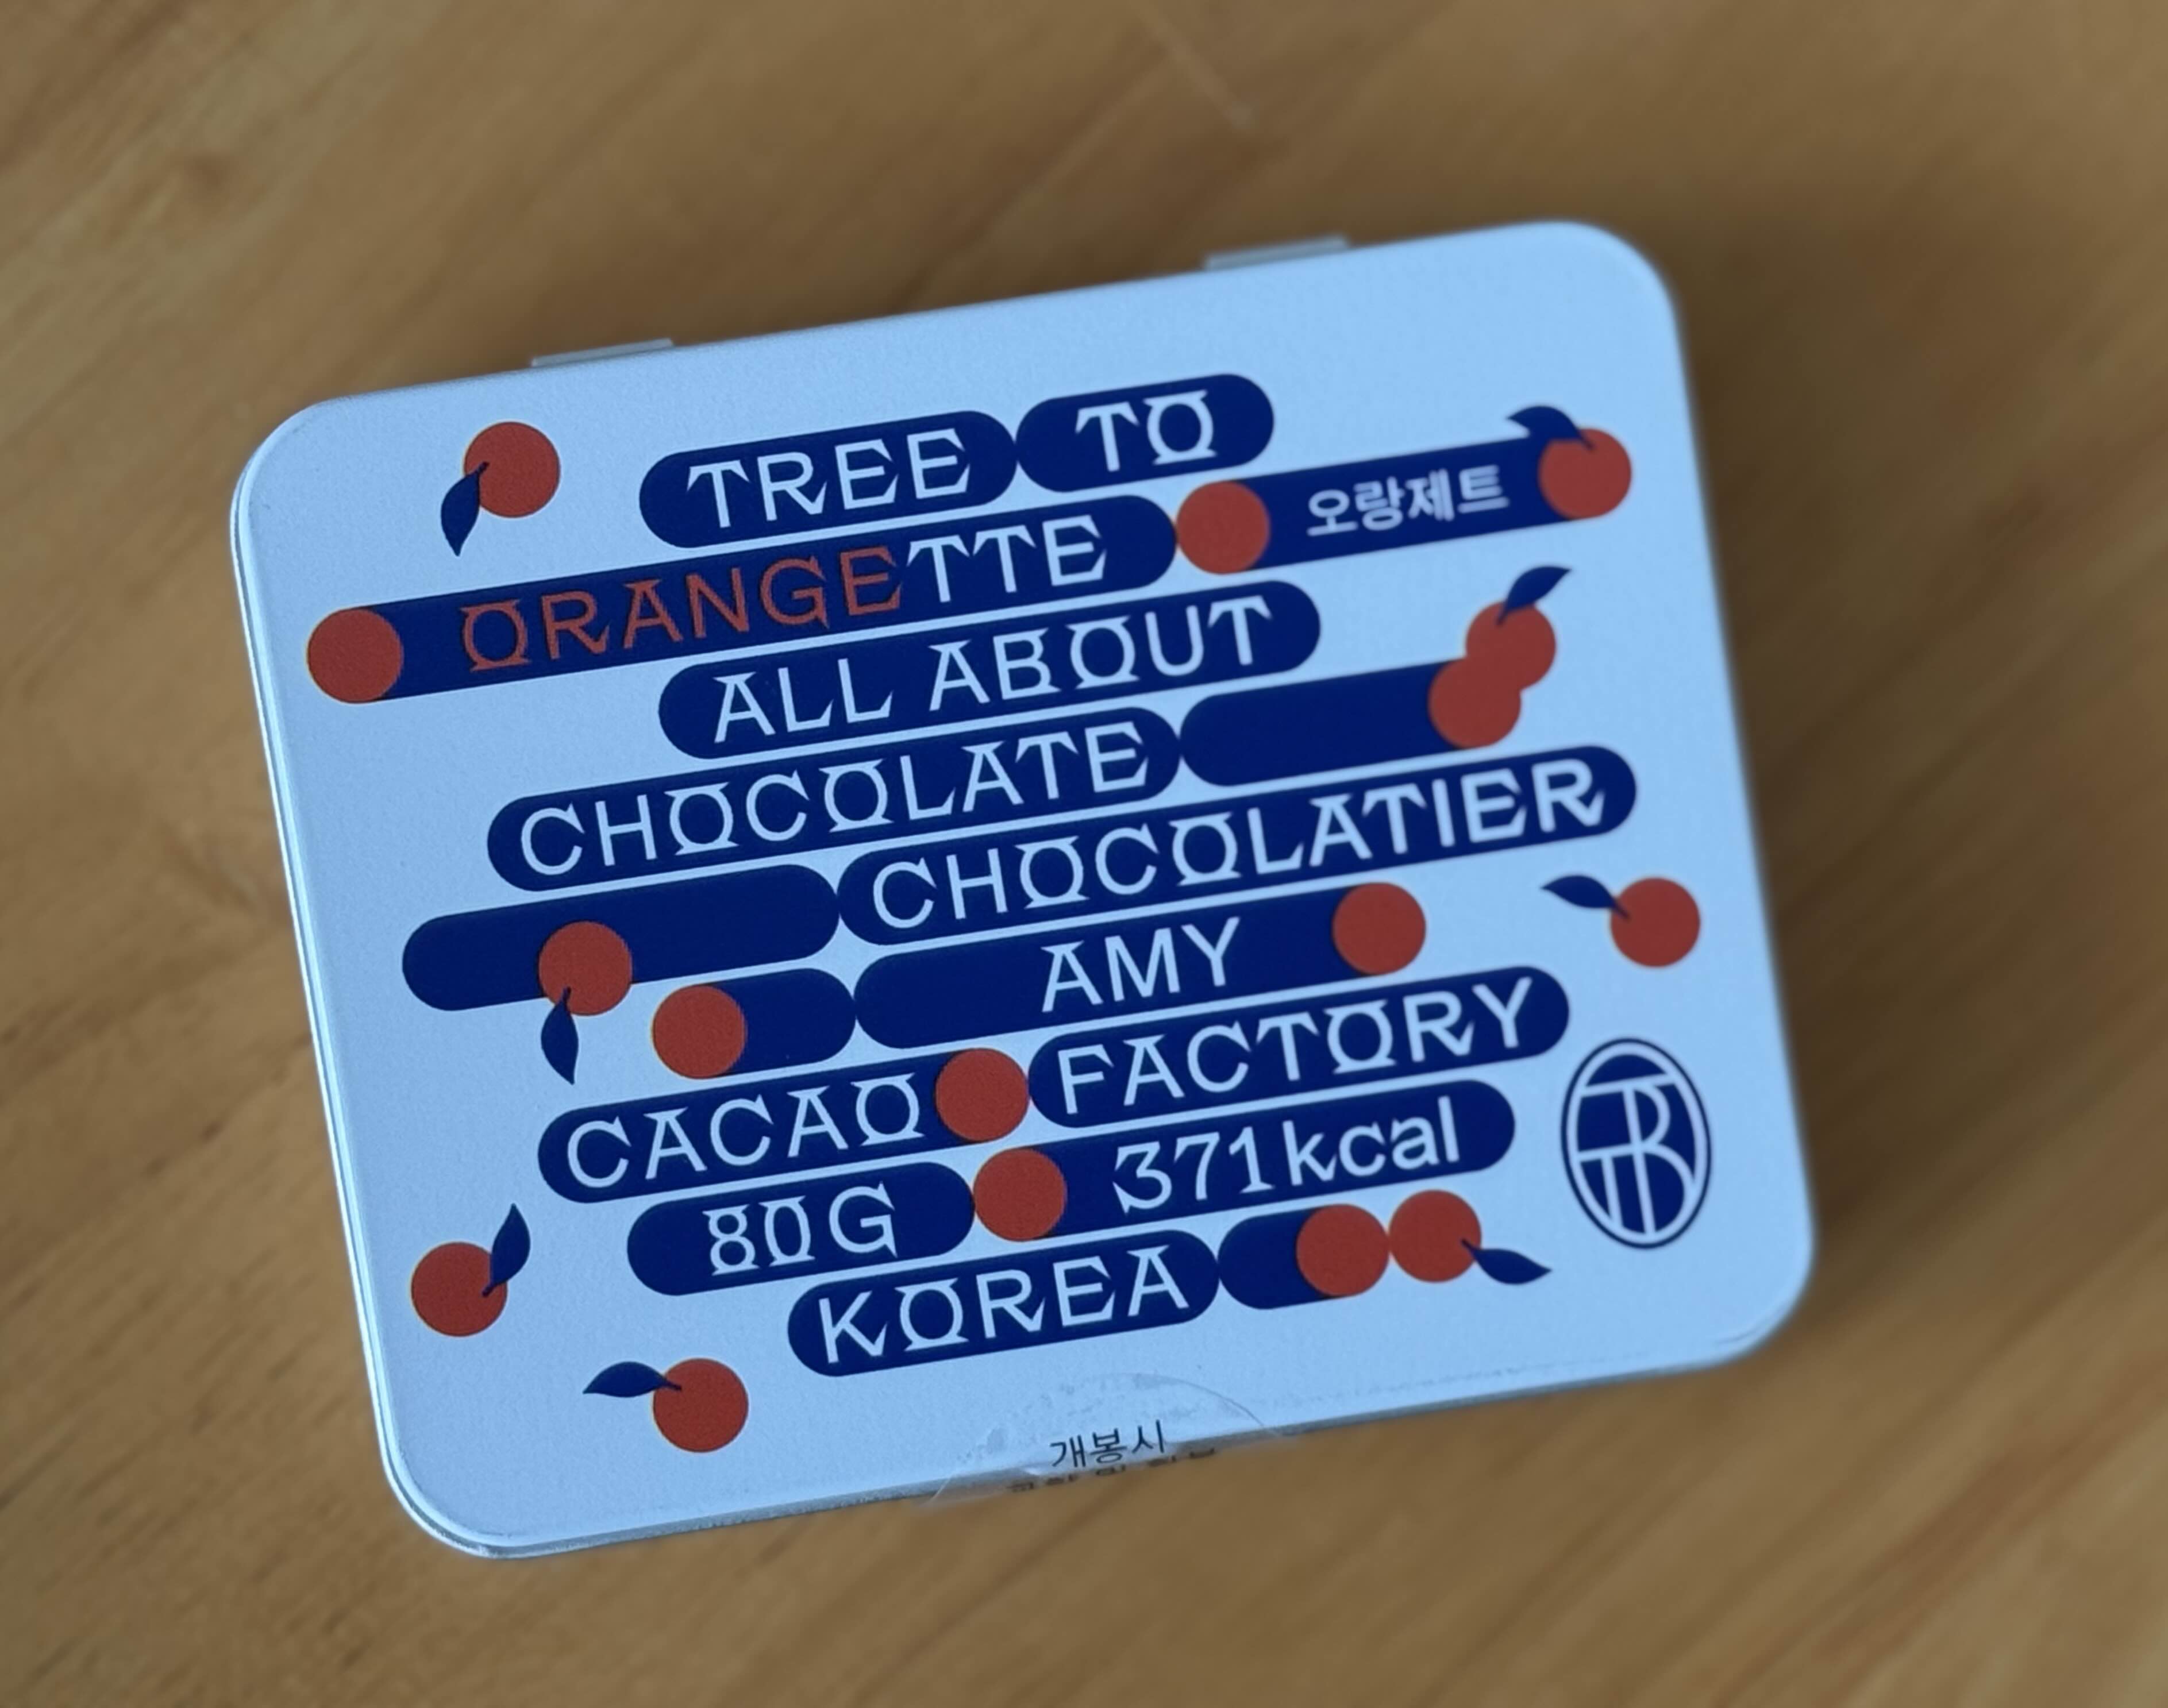 TREE TO
ORANGETTE 오랑제트
ALL ABOUT
CHOCOLATE
CHOCOLATIER
AMY
CACAO FACTORY
80G 371kcal
KOREA
TB
개봉시